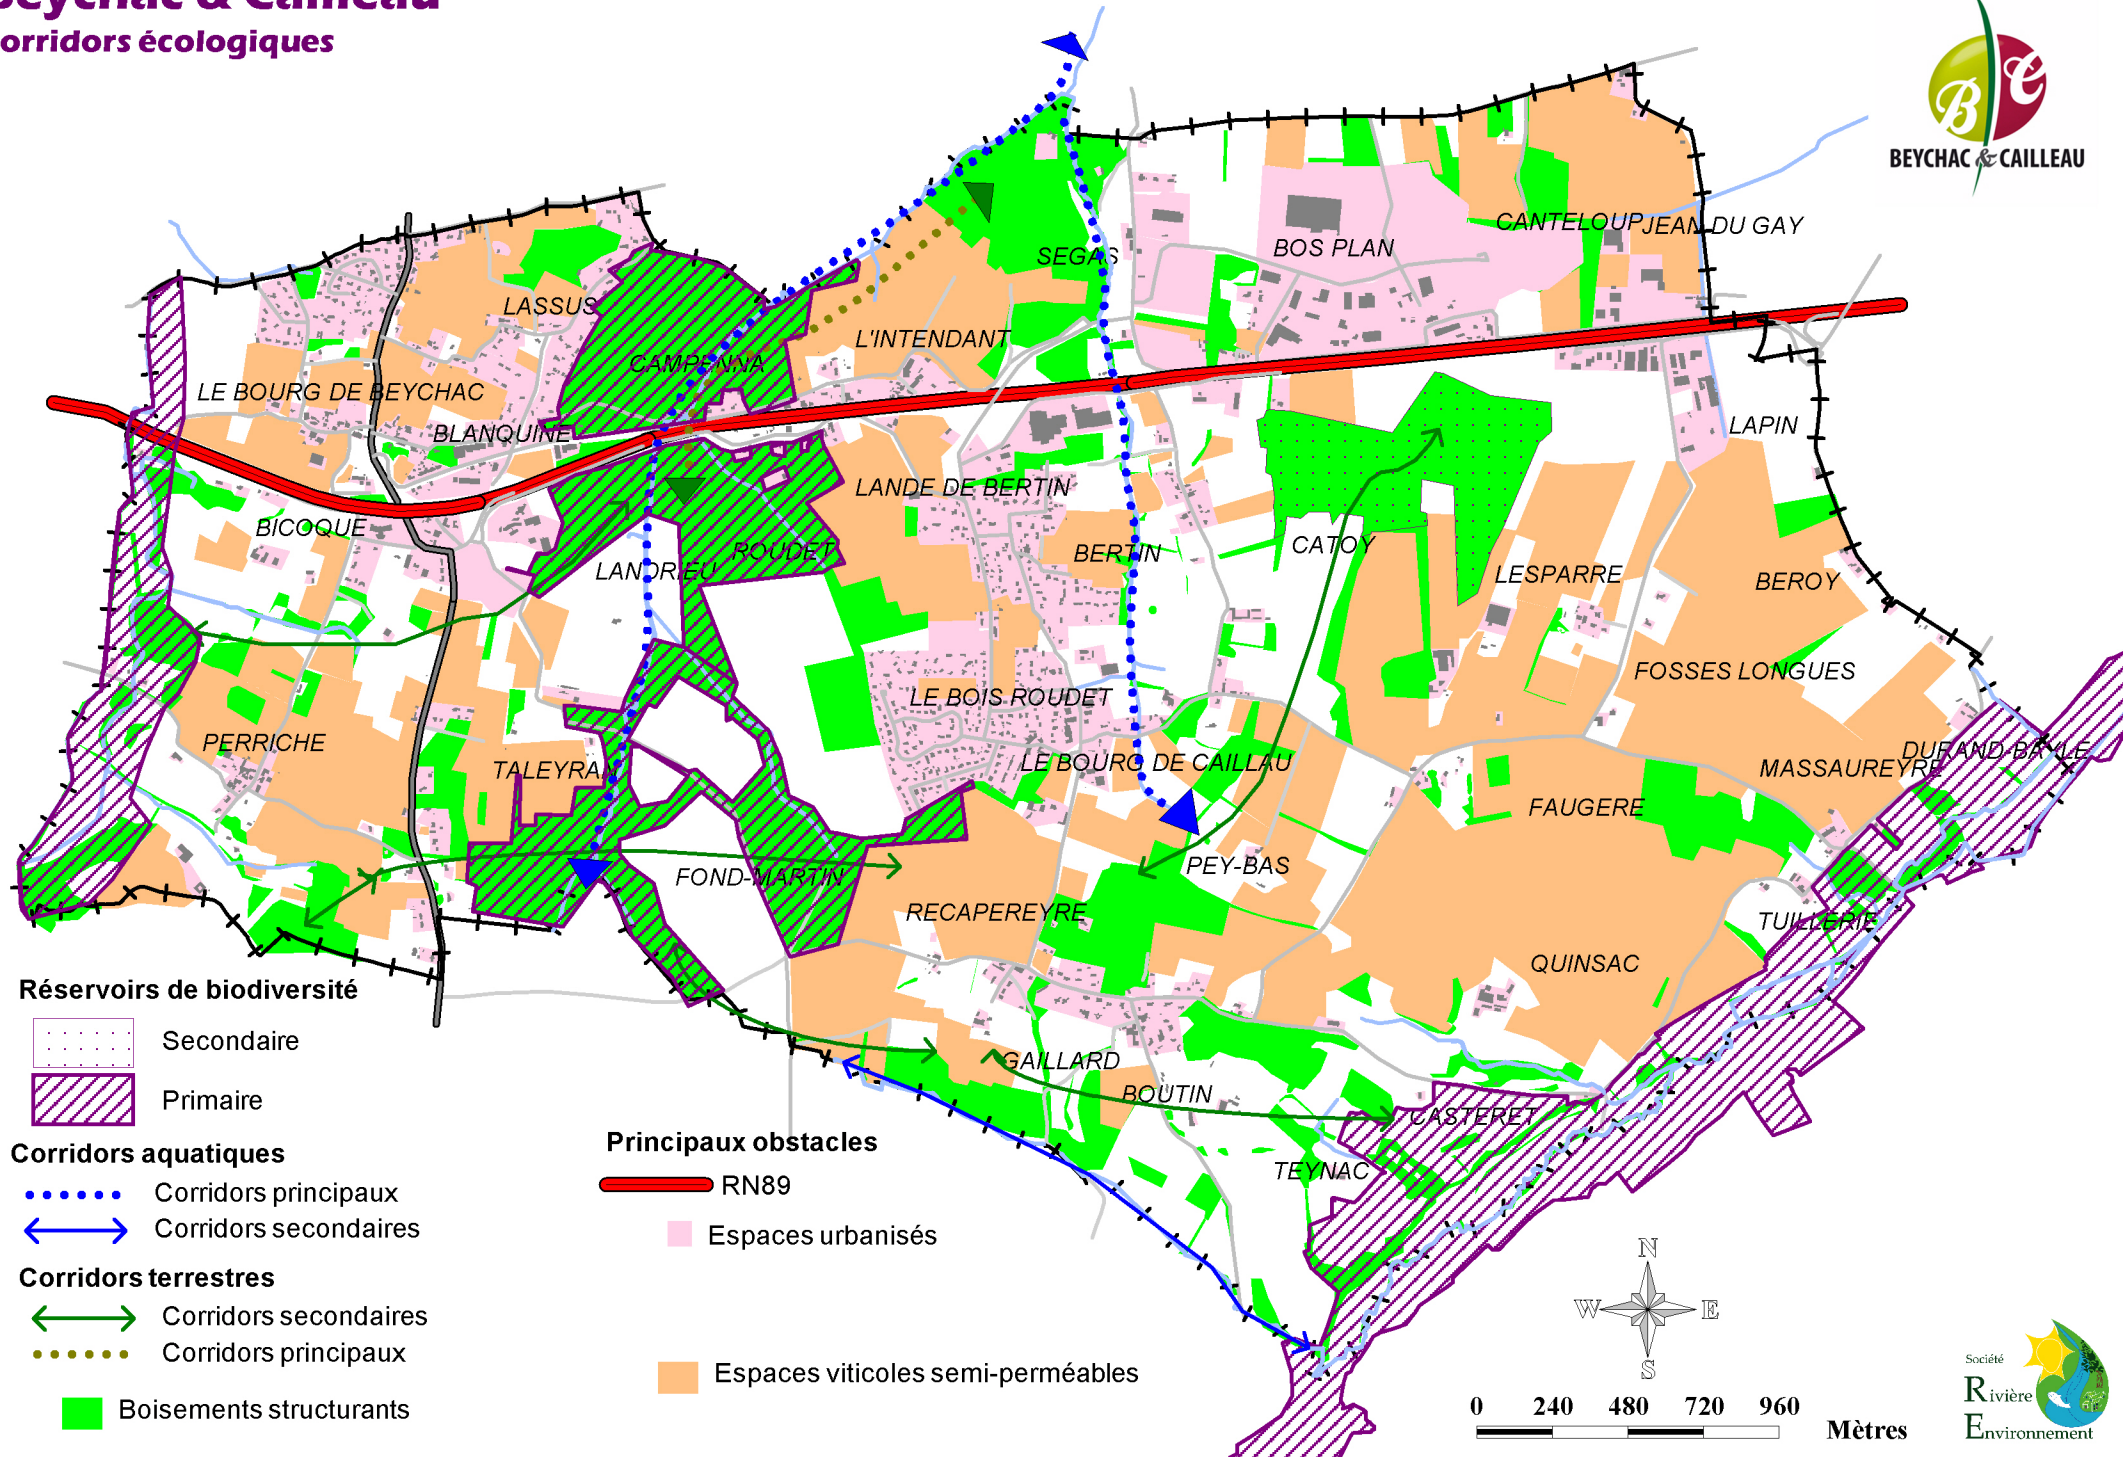 Beychac & Cailleau
orridors écologiques
B C
BEYCHAC & CAILLEAU
CANTELOUP
JEAN DU GAY
SEGAS
BOS PLAN
LASSUS
L'INTENDANT
CAMPENNA
LE BOURG DE BEYCHAC
BLANQUINE
LAPIN
LANDE DE BERTIN
BICOQUE
ROUDET
BERTIN
CATOY
LANDRIEU
LESPARRE
BEROY
FOSSES LONGUES
LE BOIS ROUDET
PERRICHE
TALEYRAN
LE BOURG DE CAILLAU
DURAND-BAYLE
MASSAUREYRE
FAUGERE
PEY-BAS
FOND-MARTIN
RECAPEREYRE
TUILLERIE
QUINSAC
GAILLARD
BOUTIN
CASTERET
TEYNAC
Réservoirs de biodiversité
Secondaire
Primaire
Corridors aquatiques
Corridors principaux
Corridors secondaires
Corridors terrestres
Corridors secondaires
Corridors principaux
Boisements structurants
Principaux obstacles
RN89
Espaces urbanisés
Espaces viticoles semi-perméables
N
W E
S
0 240 480 720 960
Mètres
Société
Rivière
Environnement